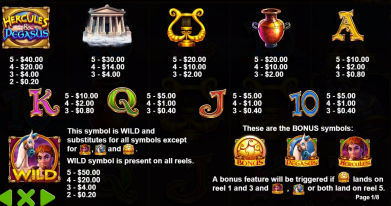 HERCULES AND PEGASUS
5 - $40.00
4 - $20.00
3 - $4.00
2 - $0.20
5 - $30.00
4 - $14.00
3 - $4.00
5 - $20.00
4 - $10.00
3 - $2.00
5 - $20.00
4 - $10.00
3 - $2.00
A
5 - $10.00
4 - $2.00
3 - $0.80
K
5 - $10.00
4 - $2.00
3 - $0.80
Q
5 - $5.00
4 - $1.00
3 - $0.40
J
5 - $5.00
4 - $1.00
3 - $0.40
10
5 - $5.00
4 - $1.00
3 - $0.40
WILD
This symbol is WILD and
substitutes for all symbols except
for , and
WILD symbol is present on all reels.
5 - $50.00
4 - $20.00
3 - $4.00
2 - $0.80
These are the BONUS symbols:
BONUS
PEGASUS
HERCULES
A bonus feature will be triggered if lands on
reel 1 and 3 and , or both land on reel 5.
Page 1/8